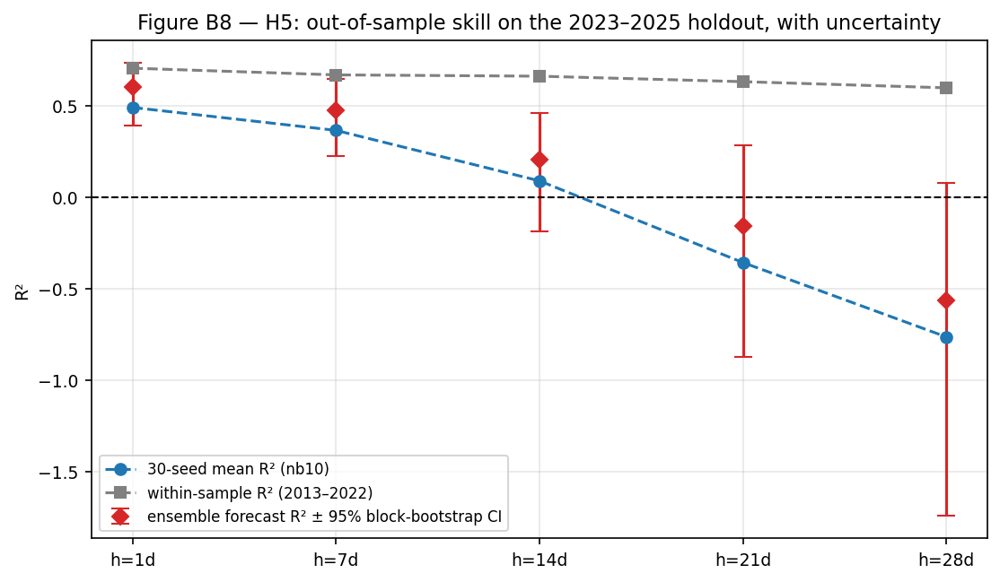 Figure B8 — H5: out-of-sample skill on the 2023–2025 holdout, with uncertainty
R²
0.5
0.0
−0.5
−1.0
−1.5
30-seed mean R² (nb10)
within-sample R² (2013–2022)
ensemble forecast R² ± 95% block-bootstrap CI
h=1d
h=7d
h=14d
h=21d
h=28d